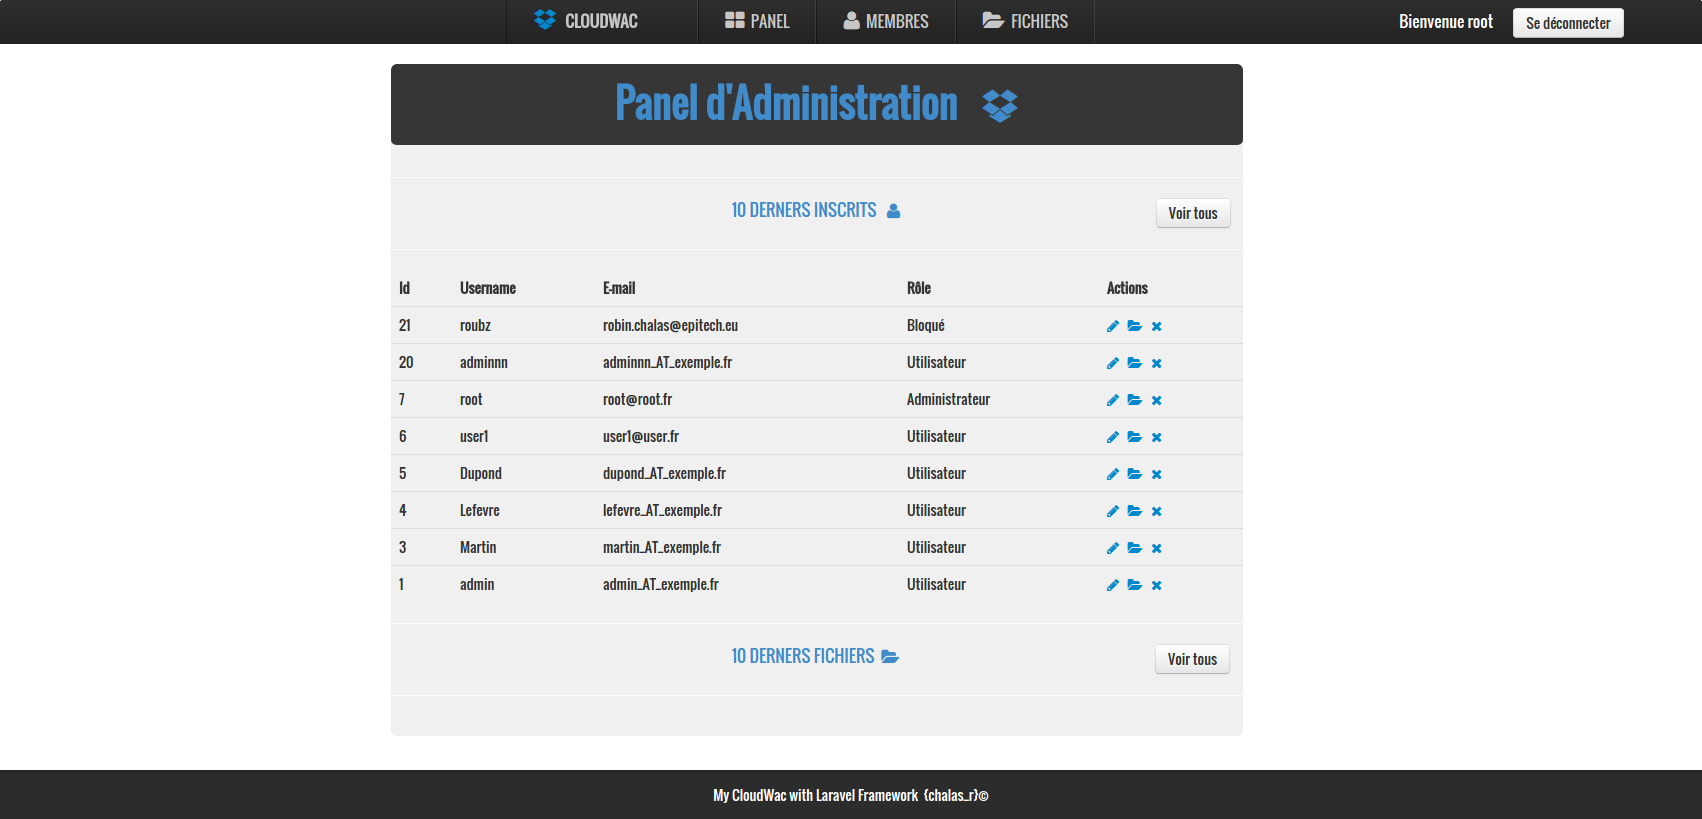 CLOUDWAC PANEL MEMBRES FICHIERS Bienvenue root Se déconnecter
Panel d'Administration
10 DERNERS INSCRITS Voir tous
Id Username E-mail Rôle Actions
21 roubz robin.chalas@epitech.eu Bloqué
20 adminnn adminnn_AT_exemple.fr Utilisateur
7 root root@root.fr Administrateur
6 user1 user1@user.fr Utilisateur
5 Dupond dupond_AT_exemple.fr Utilisateur
4 Lefevre lefevre_AT_exemple.fr Utilisateur
3 Martin martin_AT_exemple.fr Utilisateur
1 admin admin_AT_exemple.fr Utilisateur
10 DERNERS FICHIERS Voir tous
My CloudWac with Laravel Framework {chalas_r}©